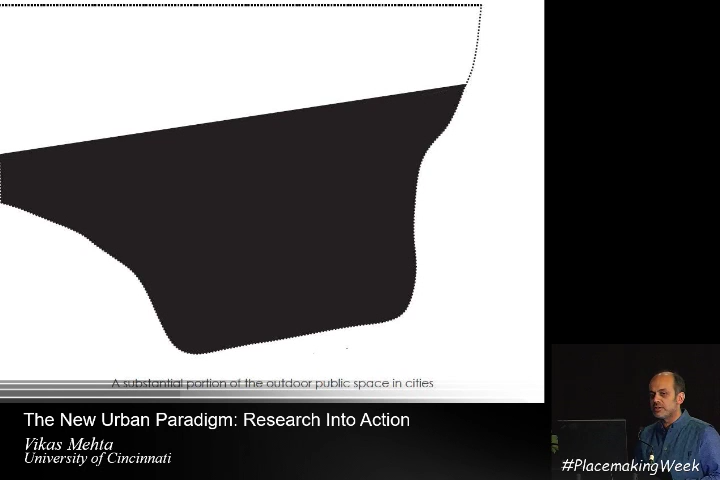 A substantial portion of the outdoor public space in cities
The New Urban Paradigm: Research Into Action
Vikas Mehta
University of Cincinnati
#PlacemakingWeek